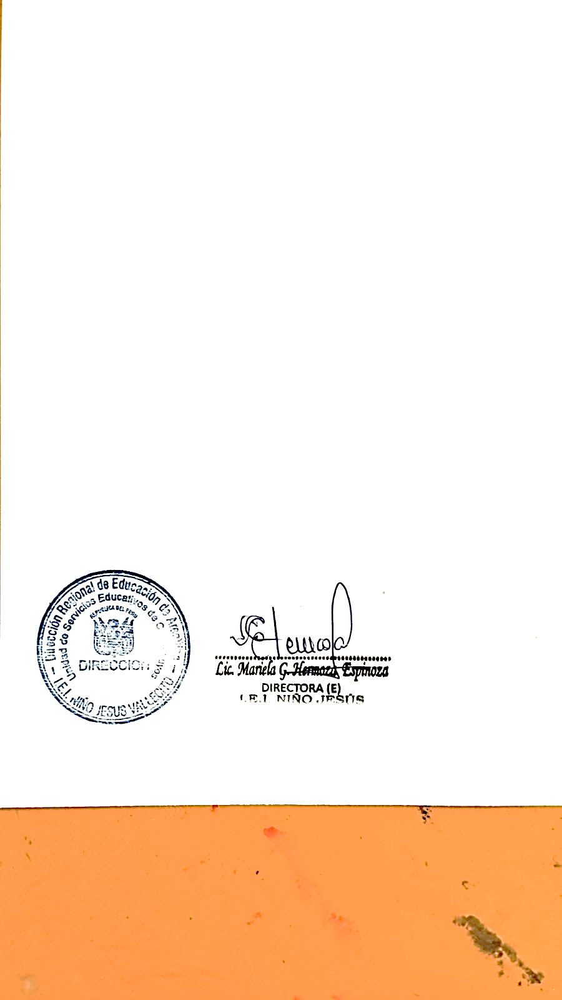 Dirección Regional de Educación de
Unidad de Servicios Educativos de
REPUBLICA DEL PERU
DIRECCION
I.E.I. NIÑO JESUS VALLECITO
Lic. Mariela G. Hermoza Espinoza
DIRECTORA (E)
I.E.I. NIÑO JESÚS